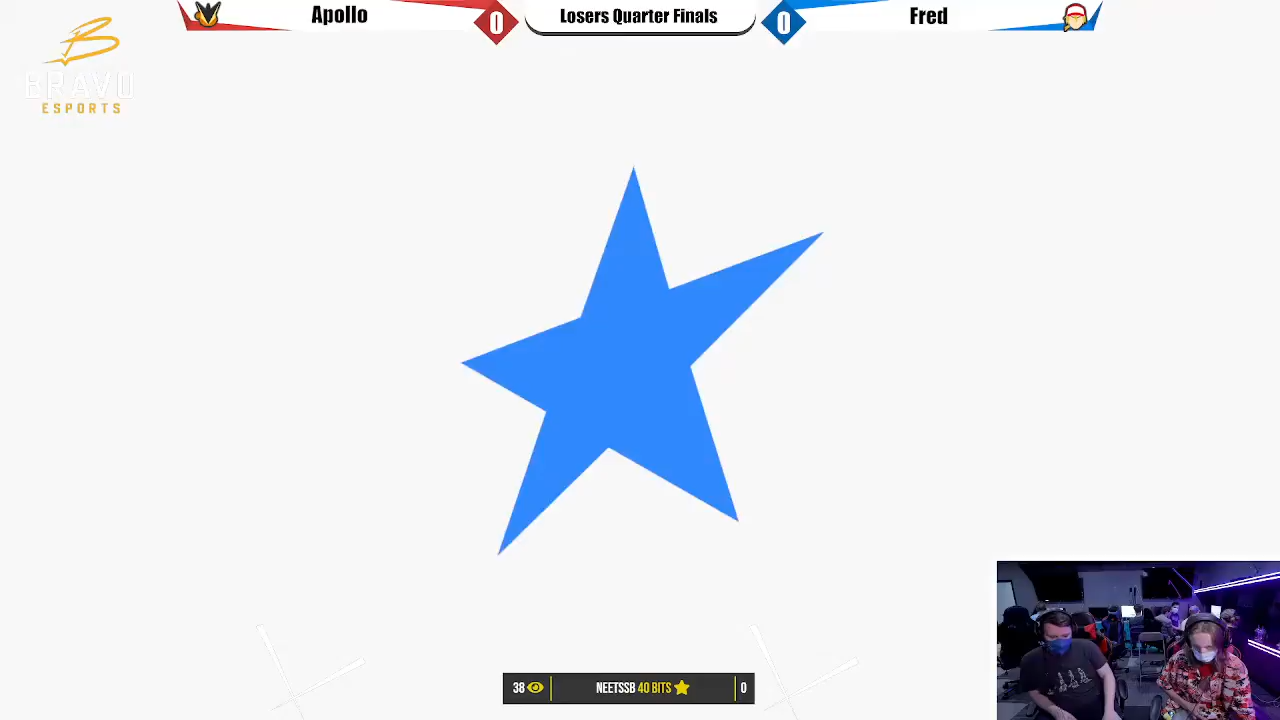 Apollo
0
Losers Quarter Finals
0
Fred
BRAVO
ESPORTS
38
NEETSSB 40 BITS
0